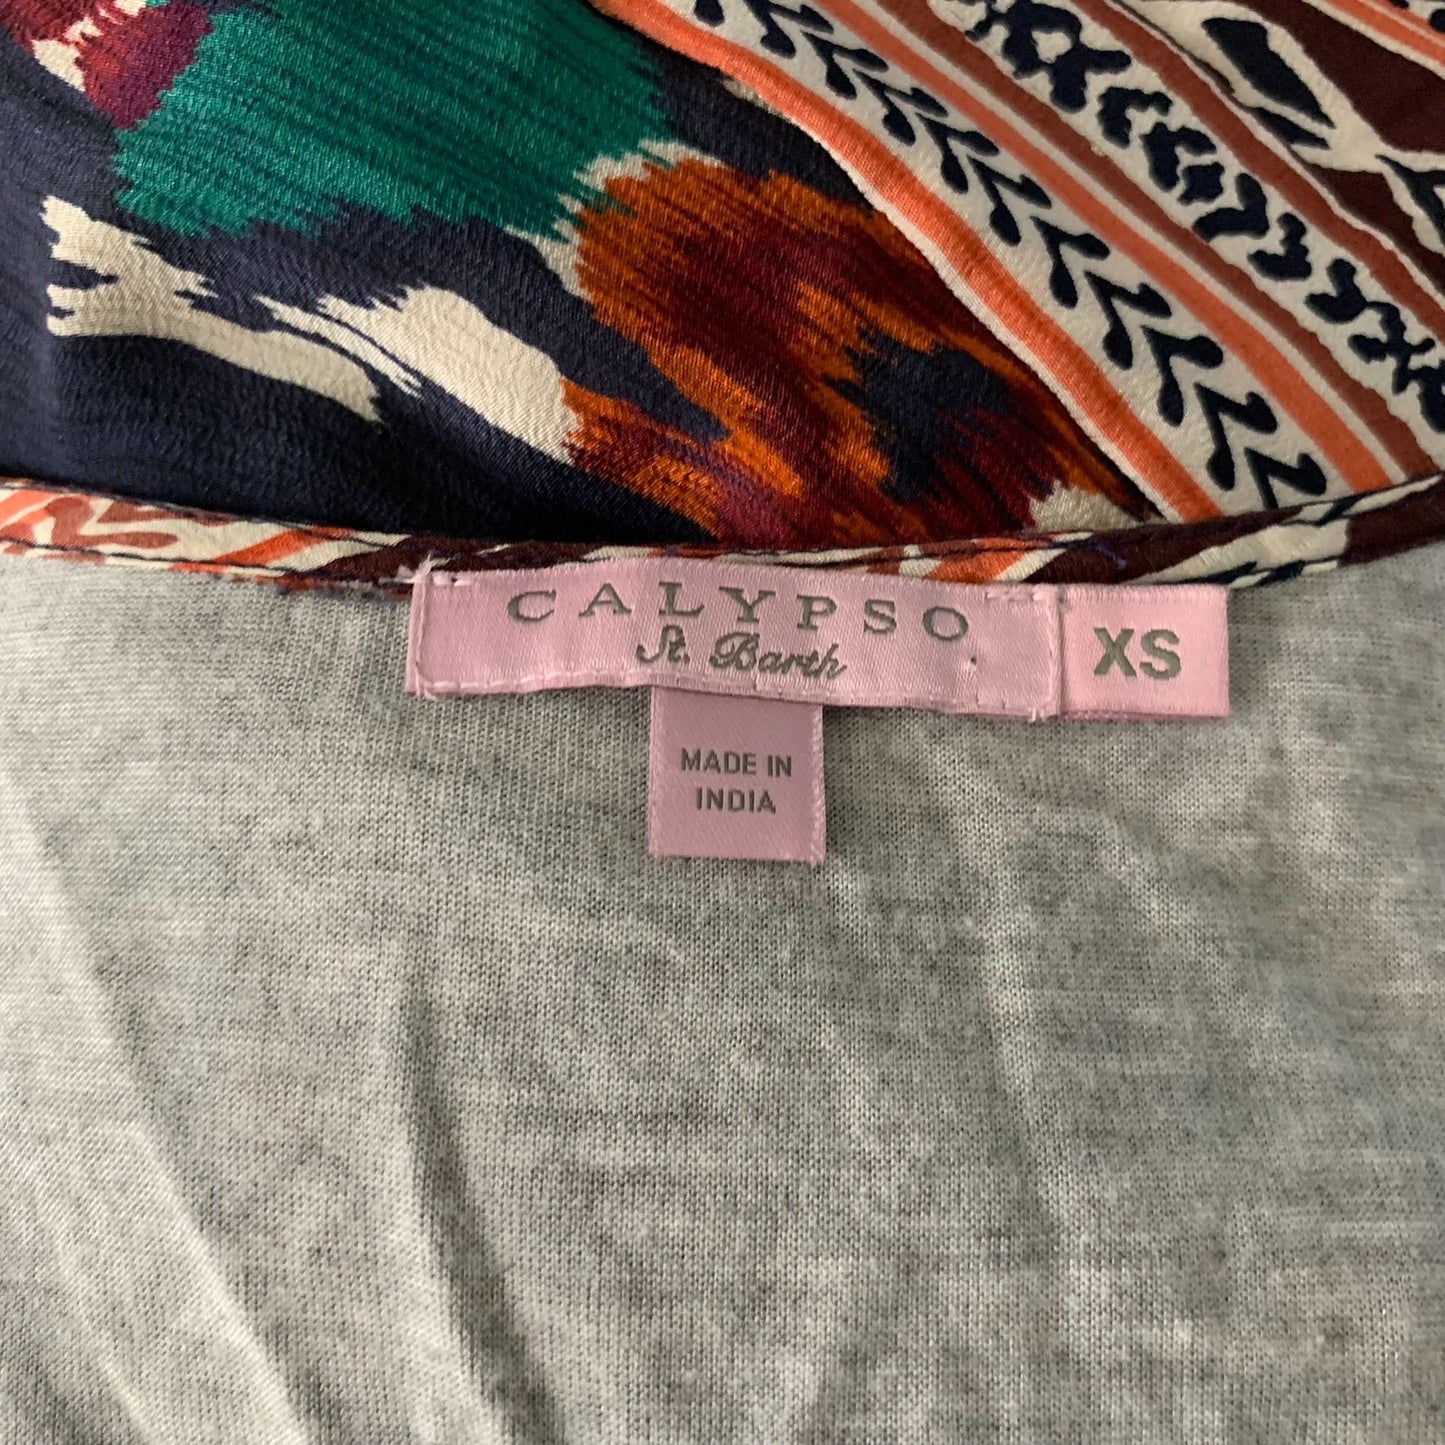 CALYPSO
St. Barth
XS
MADE IN
INDIA